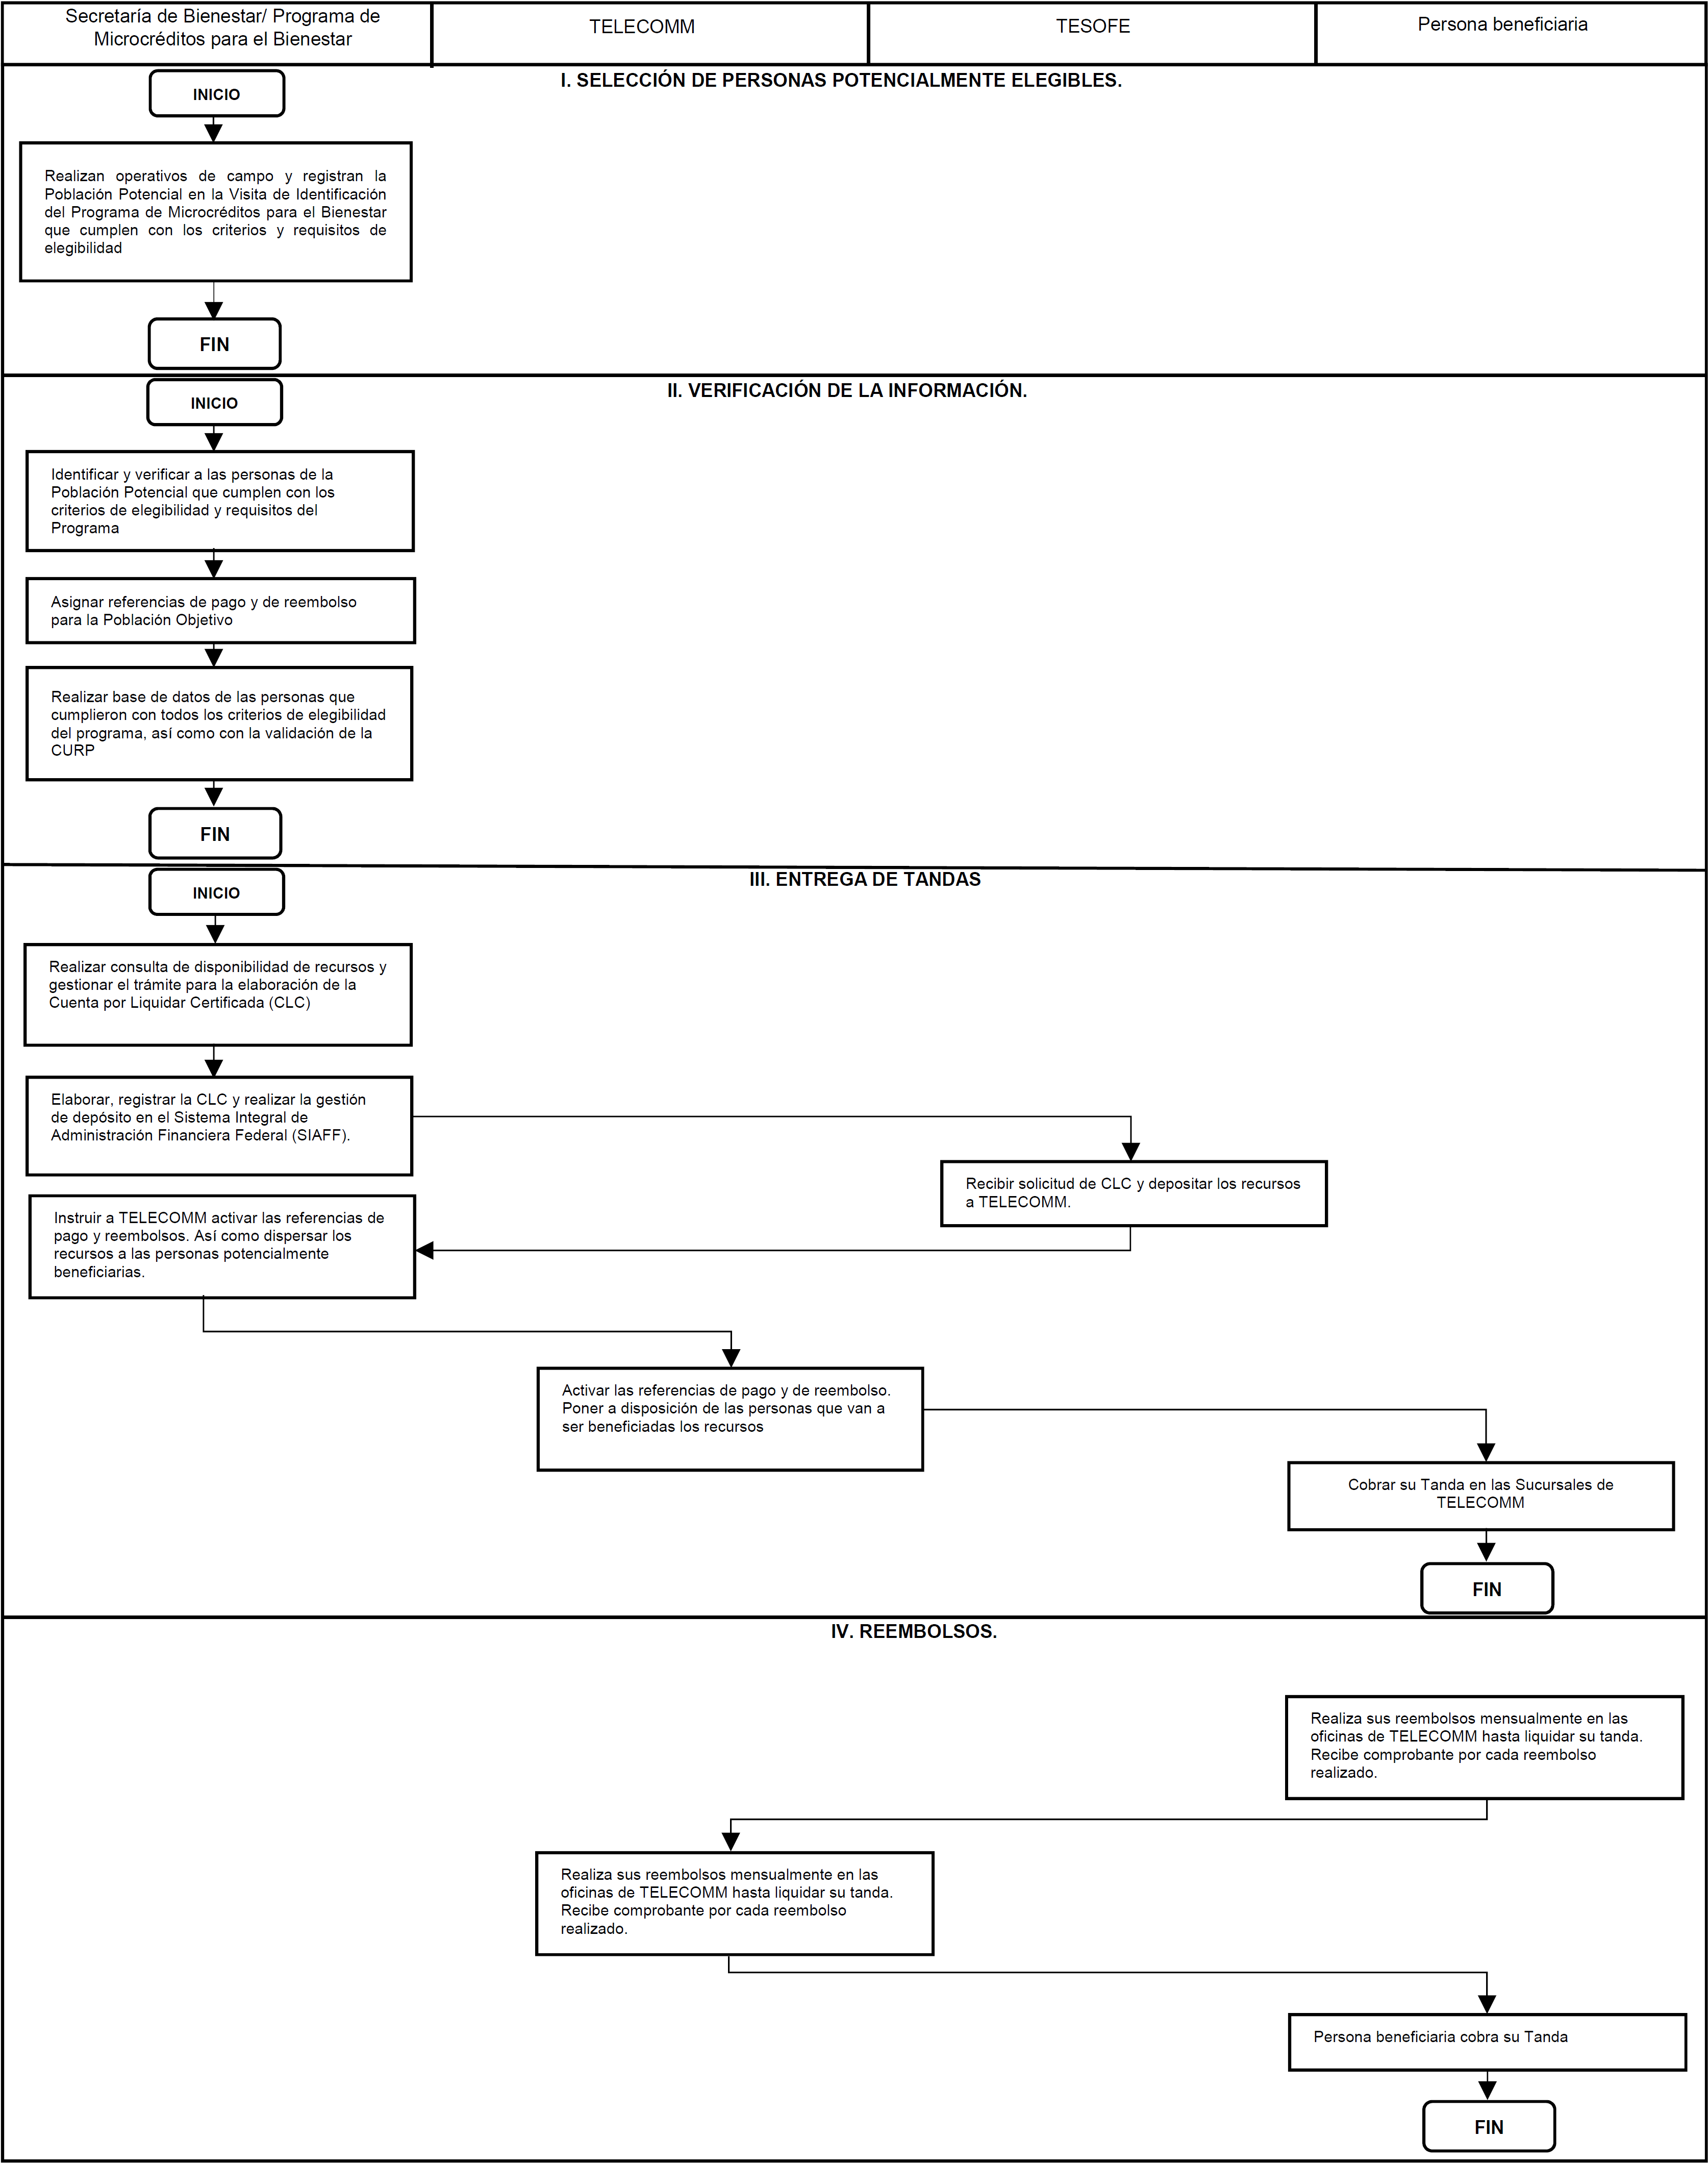 Secretaría de Bienestar/ Programa de
Microcréditos para el Bienestar
TELECOMM
TESOFE
Persona beneficiaria
I. SELECCIÓN DE PERSONAS POTENCIALMENTE ELEGIBLES.
INICIO
Realizan operativos de campo y registran la
Población Potencial en la Visita de Identificación
del Programa de Microcréditos para el Bienestar
que cumplen con los criterios y requisitos de
elegibilidad
FIN
II. VERIFICACIÓN DE LA INFORMACIÓN.
INICIO
Identificar y verificar a las personas de la
Población Potencial que cumplen con los
criterios de elegibilidad y requisitos del
Programa
Asignar referencias de pago y de reembolso
para la Población Objetivo
Realizar base de datos de las personas que
cumplieron con todos los criterios de elegibilidad
del programa, así como con la validación de la
CURP
FIN
III. ENTREGA DE TANDAS
INICIO
Realizar consulta de disponibilidad de recursos y
gestionar el trámite para la elaboración de la
Cuenta por Liquidar Certificada (CLC)
Elaborar, registrar la CLC y realizar la gestión
de depósito en el Sistema Integral de
Administración Financiera Federal (SIAFF).
Recibir solicitud de CLC y depositar los recursos
a TELECOMM.
Instruir a TELECOMM activar las referencias de
pago y reembolsos. Así como dispersar los
recursos a las personas potencialmente
beneficiarias.
Activar las referencias de pago y de reembolso.
Poner a disposición de las personas que van a
ser beneficiadas los recursos
Cobrar su Tanda en las Sucursales de
TELECOMM
FIN
IV. REEMBOLSOS.
Realiza sus reembolsos mensualmente en las
oficinas de TELECOMM hasta liquidar su tanda.
Recibe comprobante por cada reembolso
realizado.
Realiza sus reembolsos mensualmente en las
oficinas de TELECOMM hasta liquidar su tanda.
Recibe comprobante por cada reembolso
realizado.
Persona beneficiaria cobra su Tanda
FIN